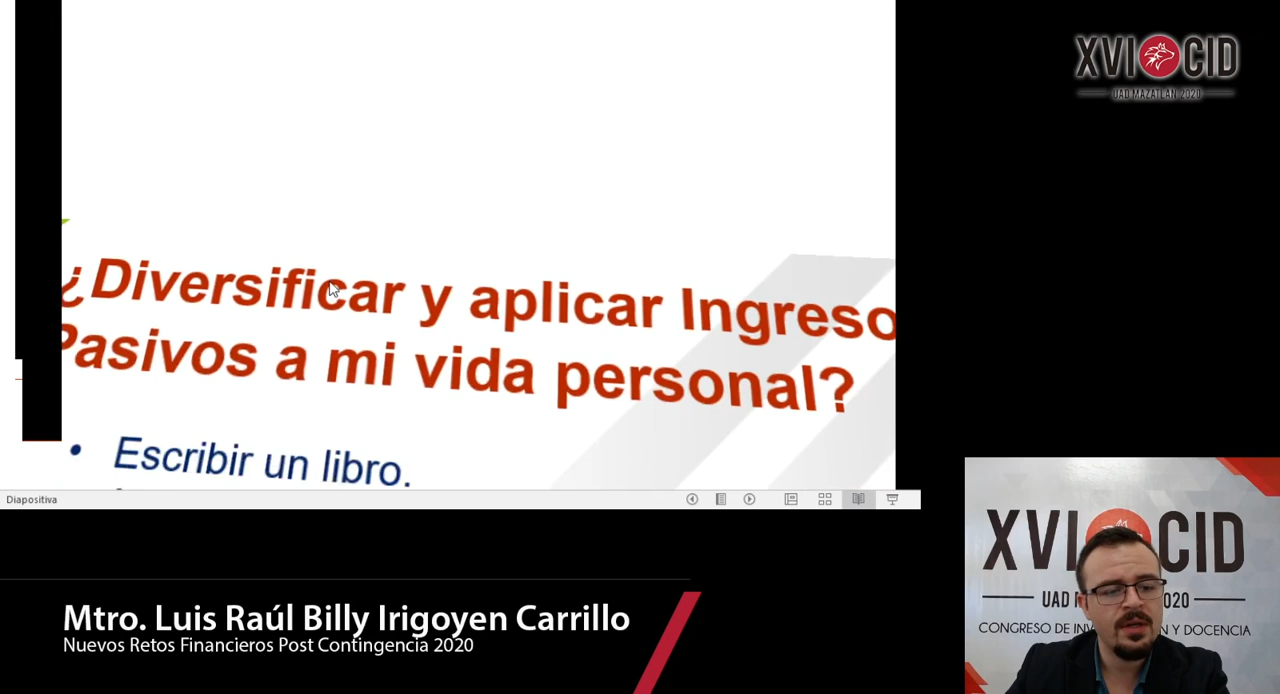 XVI CID
UAD MAZATLÁN 2020
¿Diversificar y aplicar Ingreso
Pasivos a mi vida personal?
• Escribir un libro.
Diapositiva
XVI CID
UAD M 020
CONGRESO DE INV N Y DOCENCIA
Mtro. Luis Raúl Billy Irigoyen Carrillo
Nuevos Retos Financieros Post Contingencia 2020